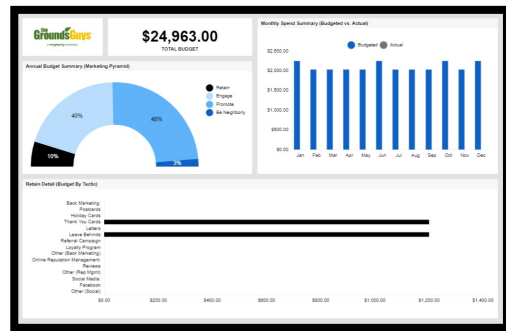 the
GroundsGuys
a neighborly company
$24,963.00
TOTAL BUDGET
Monthly Spend Summary (Budgeted vs. Actual)
Budgeted Actual
$2,500.00
$2,000.00
$1,500.00
$1,000.00
$500.00
$0.00
Jan Feb Mar Apr May Jun Jul Aug Sep Oct Nov Dec
Annual Budget Summary (Marketing Pyramid)
Retain
Engage
Promote
Be Neighborly
40%
10%
3%
Retain Detail (Budget By Tactic)
Back Marketing:
Postcards
Holiday Cards
Thank You Cards
Letters
Leave Behinds
Referral Campaign
Loyalty Program
Other (Back Marketing)
Online Reputation Management:
Reviews
Other (Rep Mgmt)
Social Media:
Facebook
Other (Social)
$0.00 $200.00 $400.00 $600.00 $800.00 $1,000.00 $1,200.00 $1,400.00